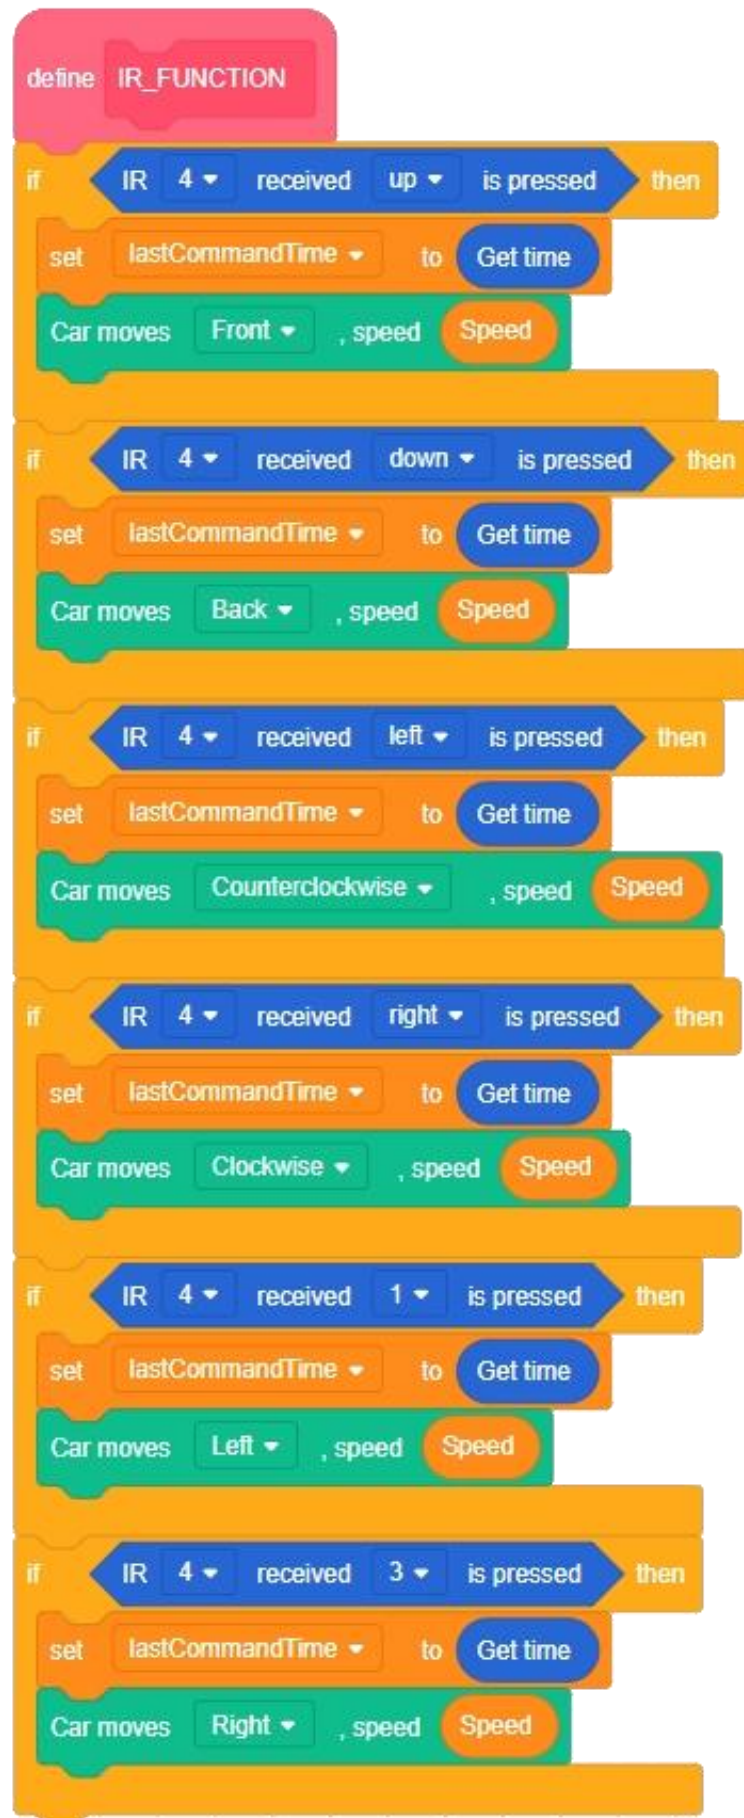 define IR_FUNCTION
if IR 4 received up is pressed then
set lastCommandTime to Get time
Car moves Front , speed Speed
if IR 4 received down is pressed then
set lastCommandTime to Get time
Car moves Back , speed Speed
if IR 4 received left is pressed then
set lastCommandTime to Get time
Car moves Counterclockwise , speed Speed
if IR 4 received right is pressed then
set lastCommandTime to Get time
Car moves Clockwise , speed Speed
if IR 4 received 1 is pressed then
set lastCommandTime to Get time
Car moves Left , speed Speed
if IR 4 received 3 is pressed then
set lastCommandTime to Get time
Car moves Right , speed Speed